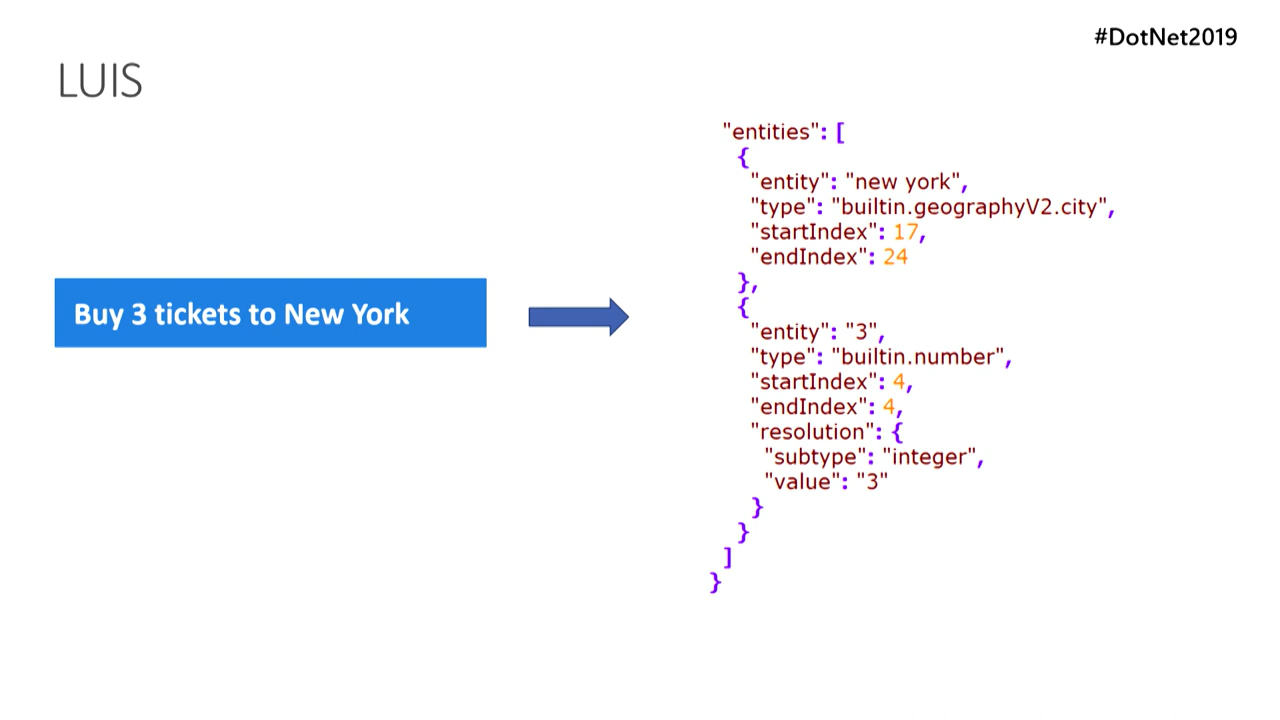 #DotNet2019
LUIS
Buy 3 tickets to New York
"entities": [
{
"entity": "new york",
"type": "builtin.geographyV2.city",
"startIndex": 17,
"endIndex": 24
},
{
"entity": "3",
"type": "builtin.number",
"startIndex": 4,
"endIndex": 4,
"resolution": {
"subtype": "integer",
"value": "3"
}
}
]
}